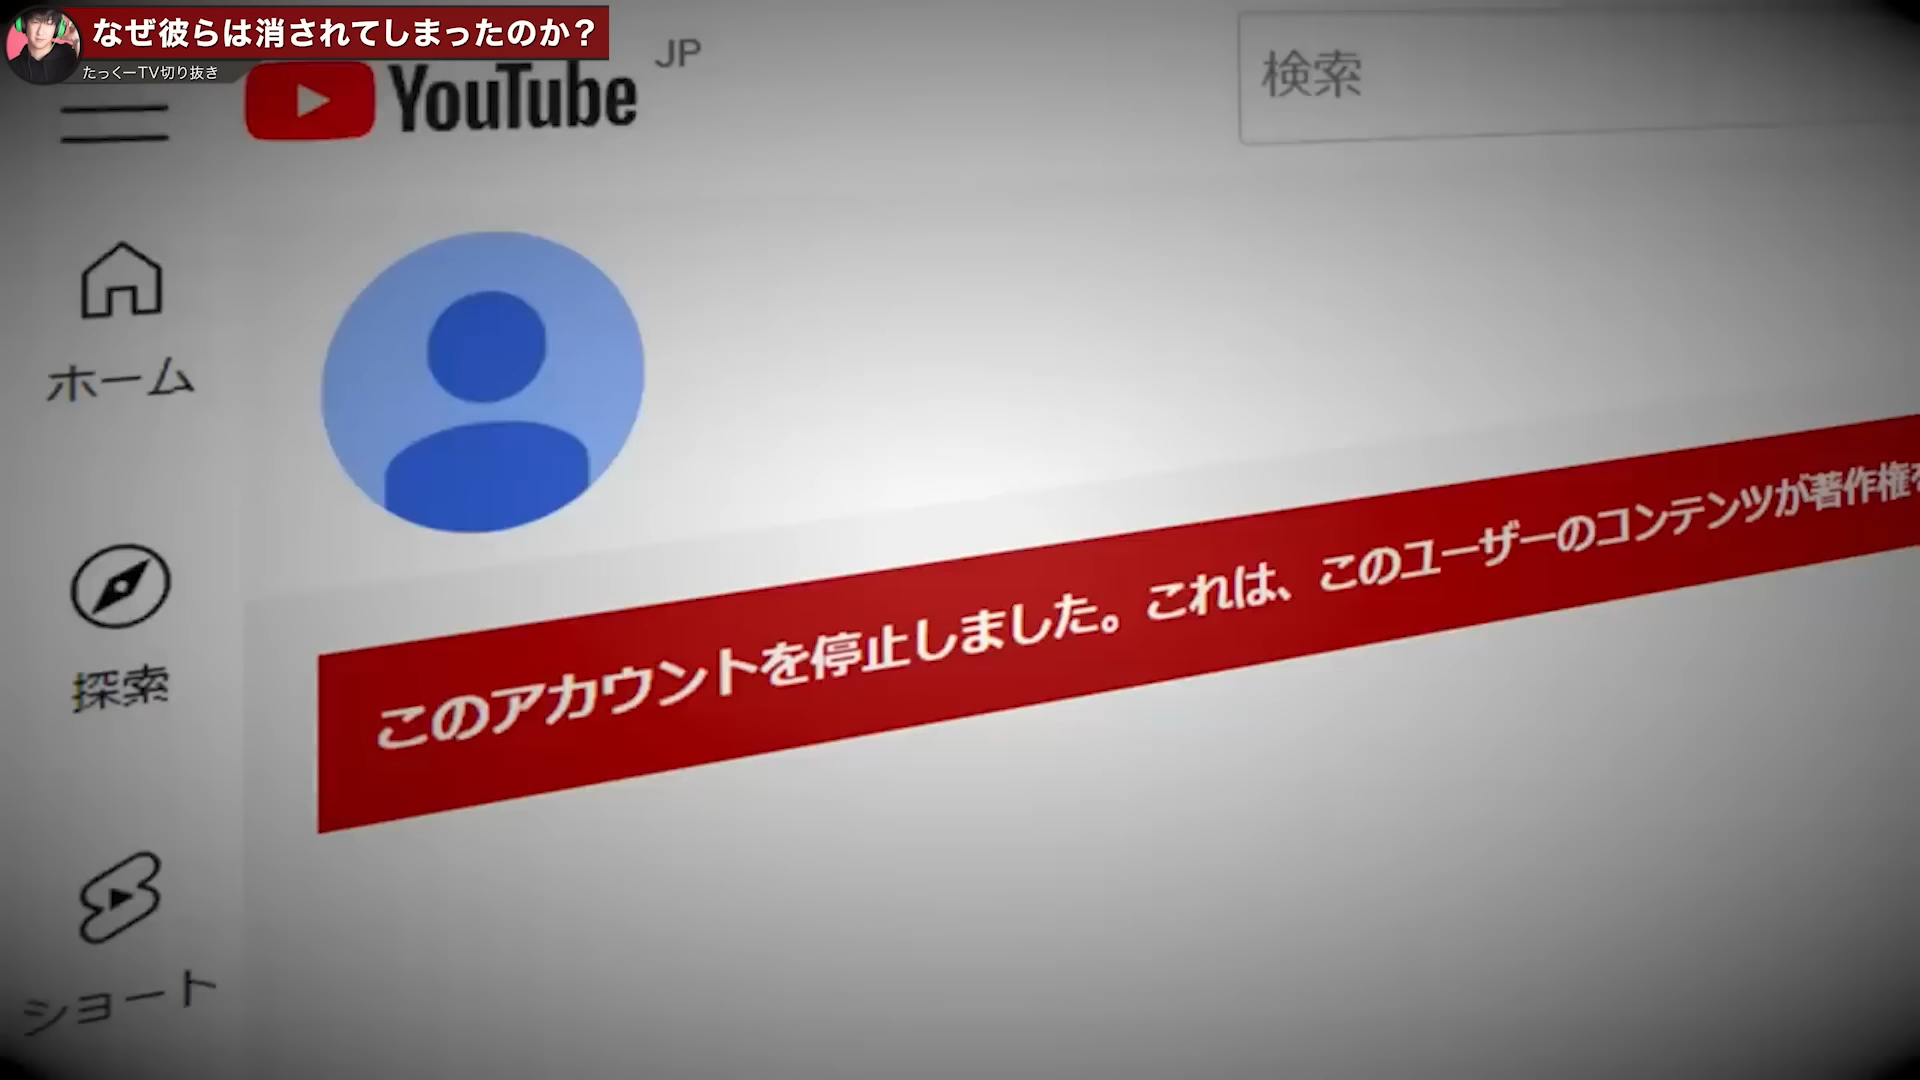 なぜ彼らは消されてしまったのか？
たっくーTV切り抜き
YouTube JP
検索
ホーム
このアカウントを停止しました。これは、このユーザーのコンテンツが著作権を
探索
ショート